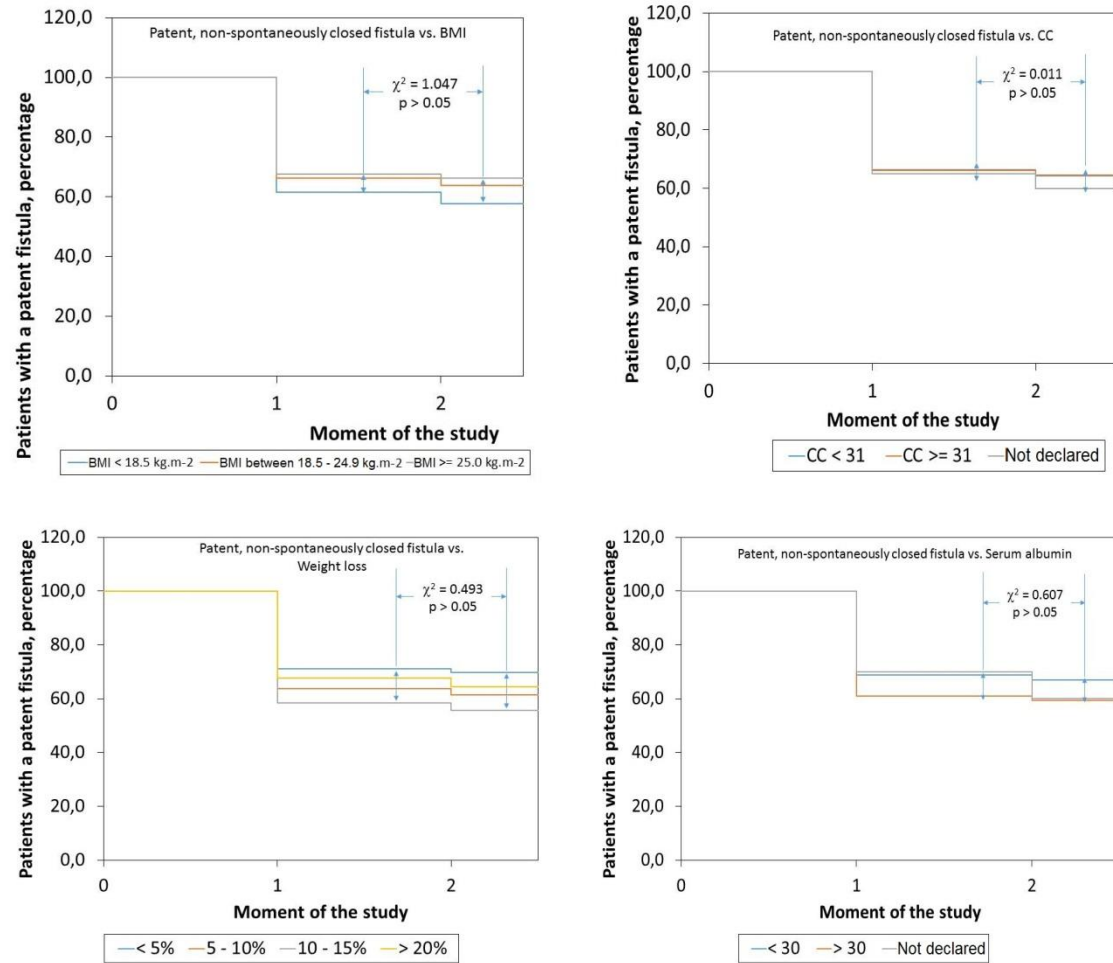 Patent, non-spontaneously closed fistula vs. BMI
χ² = 1.047
p > 0.05
Patients with a patent fistula, percentage
120,0
100,0
80,0
60,0
40,0
20,0
0,0
0 1 2
Moment of the study
BMI < 18.5 kg.m-2 BMI between 18.5 - 24.9 kg.m-2 BMI >= 25.0 kg.m-2
Patent, non-spontaneously closed fistula vs. CC
χ² = 0.011
p > 0.05
Patients with a patent fistula, percentage
120,0
100,0
80,0
60,0
40,0
20,0
0,0
0 1 2
Moment of the study
CC < 31 CC >= 31 Not declared
Patent, non-spontaneously closed fistula vs.
Weight loss
χ² = 0.493
p > 0.05
Patients with a patent fistula, percentage
120,0
100,0
80,0
60,0
40,0
20,0
0,0
0 1 2
Moment of the study
< 5% 5 - 10% 10 - 15% > 20%
Patent, non-spontaneously closed fistula vs. Serum albumin
χ² = 0.607
p > 0.05
Patients with a patent fistula, percentage
120,0
100,0
80,0
60,0
40,0
20,0
0,0
0 1 2
Moment of the study
< 30 > 30 Not declared